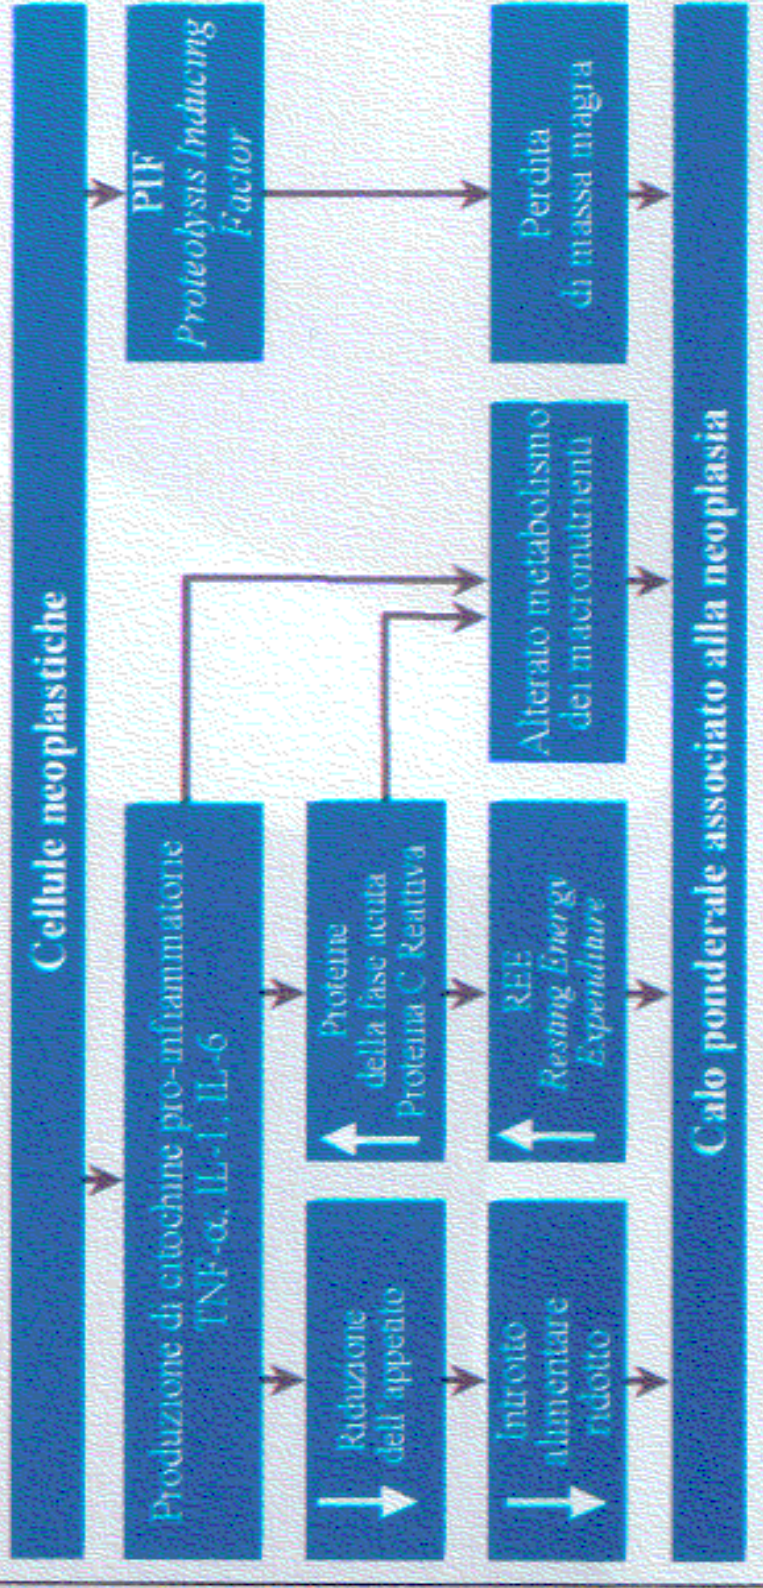 Cellule neoplastiche
Produzione di citochine pro-infiammatorie
TNF-α, IL-1, IL-6
PIF
Proteolysis Inducing
Factor
Riduzione
dell'appetito
Proteine
della fase acuta
Proteina C Reattiva
Introito
alimentare
ridotto
REE
Resting Energy
Expenditure
Alterato metabolismo
dei macronutrienti
Perdita
di massa magra
Calo ponderale associato alla neoplasia